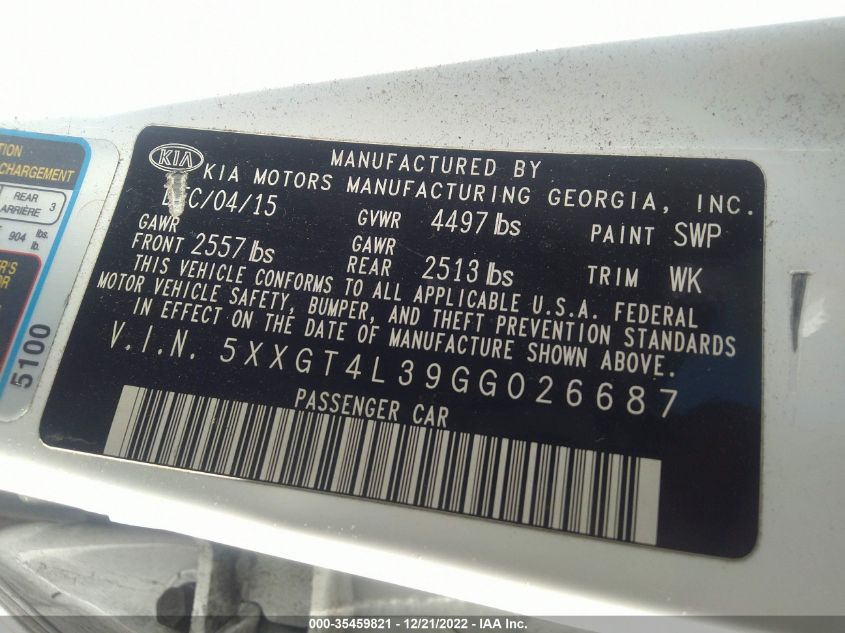 KIA
MANUFACTURED BY
KIA MOTORS MANUFACTURING GEORGIA, INC.
DEC/04/15
GVWR 4497 lbs
PAINT SWP
GAWR
FRONT 2557 lbs
GAWR
REAR 2513 lbs
TRIM WK
THIS VEHICLE CONFORMS TO ALL APPLICABLE U.S.A. FEDERAL
MOTOR VEHICLE SAFETY, BUMPER, AND THEFT PREVENTION STANDARDS
IN EFFECT ON THE DATE OF MANUFACTURE SHOWN ABOVE.
V.I.N. 5XXGT4L39GG026687
PASSENGER CAR
CHARGEMENT
REAR
ARRIÈRE 3
904 lbs.
lb.
5100
000-35459821 - 12/21/2022 - IAA Inc.